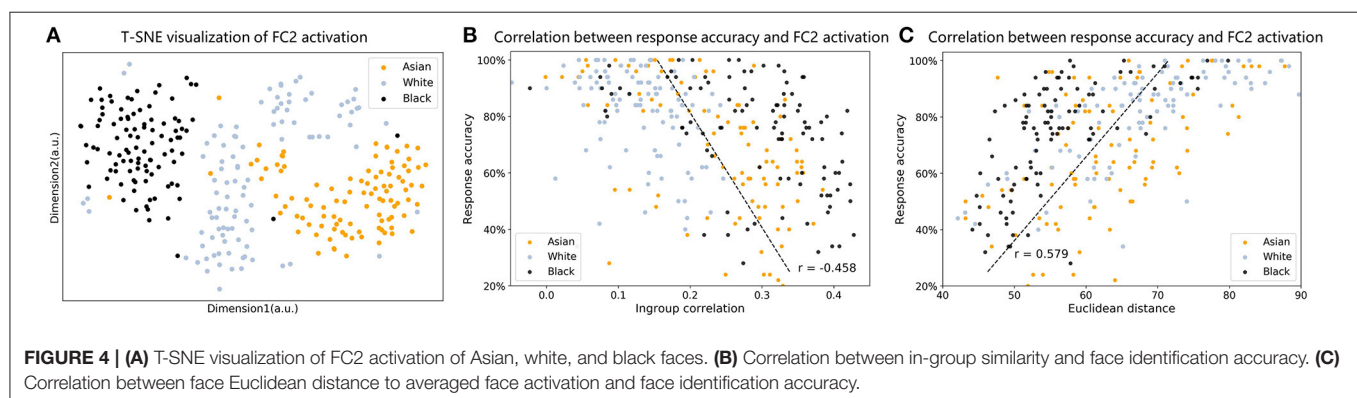 A
T-SNE visualization of FC2 activation
Asian
White
Black
Dimension2(a.u.)
Dimension1(a.u.)
B
Correlation between response accuracy and FC2 activation
100%
80%
60%
40%
20%
Response accuracy
Asian
White
Black
r = -0.458
0.0 0.1 0.2 0.3 0.4
Ingroup correlation
C
Correlation between response accuracy and FC2 activation
100%
80%
60%
40%
20%
Response accuracy
r = 0.579
Asian
White
Black
40 50 60 70 80 90
Euclidean distance
FIGURE 4 | (A) T-SNE visualization of FC2 activation of Asian, white, and black faces. (B) Correlation between in-group similarity and face identification accuracy. (C)
Correlation between face Euclidean distance to averaged face activation and face identification accuracy.